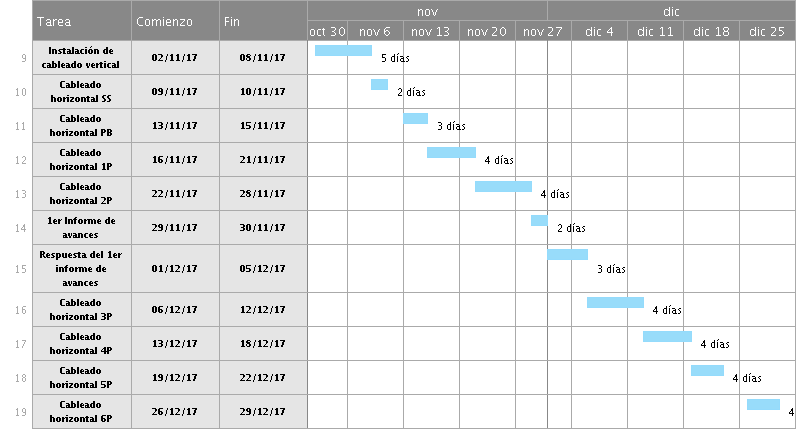 Tarea Comienzo Fin nov dic
oct 30 nov 6 nov 13 nov 20 nov 27 dic 4 dic 11 dic 18 dic 25
9 Instalación de cableado vertical 02/11/17 08/11/17 5 días
10 Cableado horizontal SS 09/11/17 10/11/17 2 días
11 Cableado horizontal PB 13/11/17 15/11/17 3 días
12 Cableado horizontal 1P 16/11/17 21/11/17 4 días
13 Cableado horizontal 2P 22/11/17 28/11/17 4 días
14 1er Informe de avances 29/11/17 30/11/17 2 días
15 Respuesta del 1er informe de avances 01/12/17 05/12/17 3 días
16 Cableado horizontal 3P 06/12/17 12/12/17 4 días
17 Cableado horizontal 4P 13/12/17 18/12/17 4 días
18 Cableado horizontal 5P 19/12/17 22/12/17 4 días
19 Cableado horizontal 6P 26/12/17 29/12/17 4